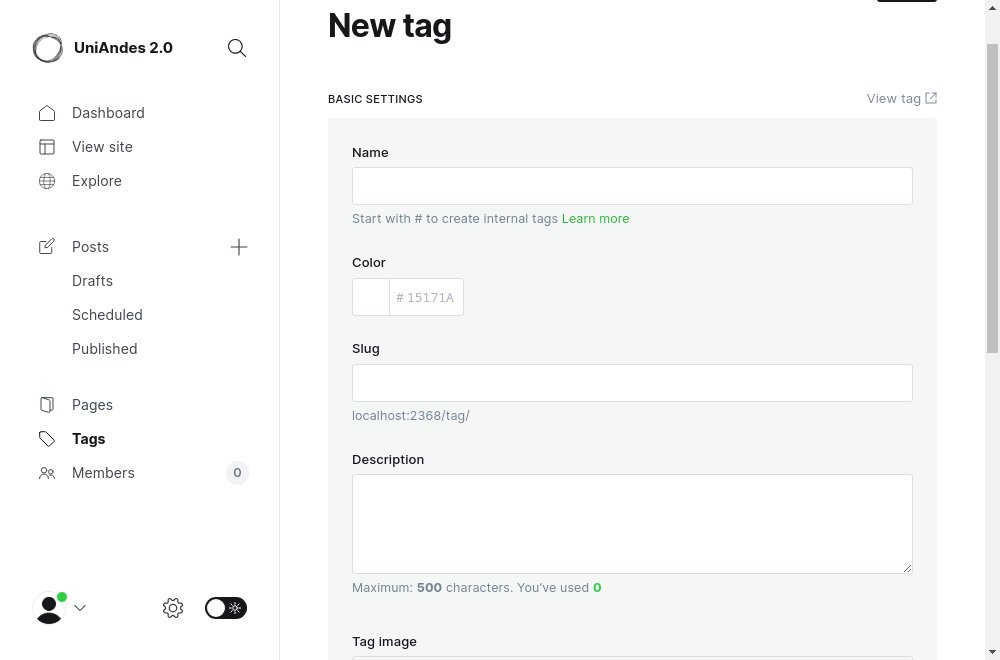 UniAndes 2.0
Dashboard
View site
Explore
Posts
Drafts
Scheduled
Published
Pages
Tags
Members 0
New tag
BASIC SETTINGS View tag
Name
Start with # to create internal tags Learn more
Color
# 15171A
Slug
localhost:2368/tag/
Description
Maximum: 500 characters. You've used 0
Tag image